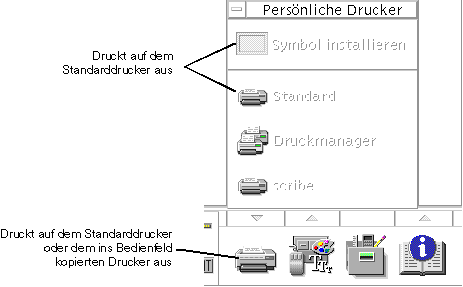 Persönliche Drucker
Druckt auf dem
Standarddrucker aus
Symbol installieren
Standard
Druckmanager
scribe
Druckt auf dem Standarddrucker
oder dem ins Bedienfeld
kopierten Drucker aus